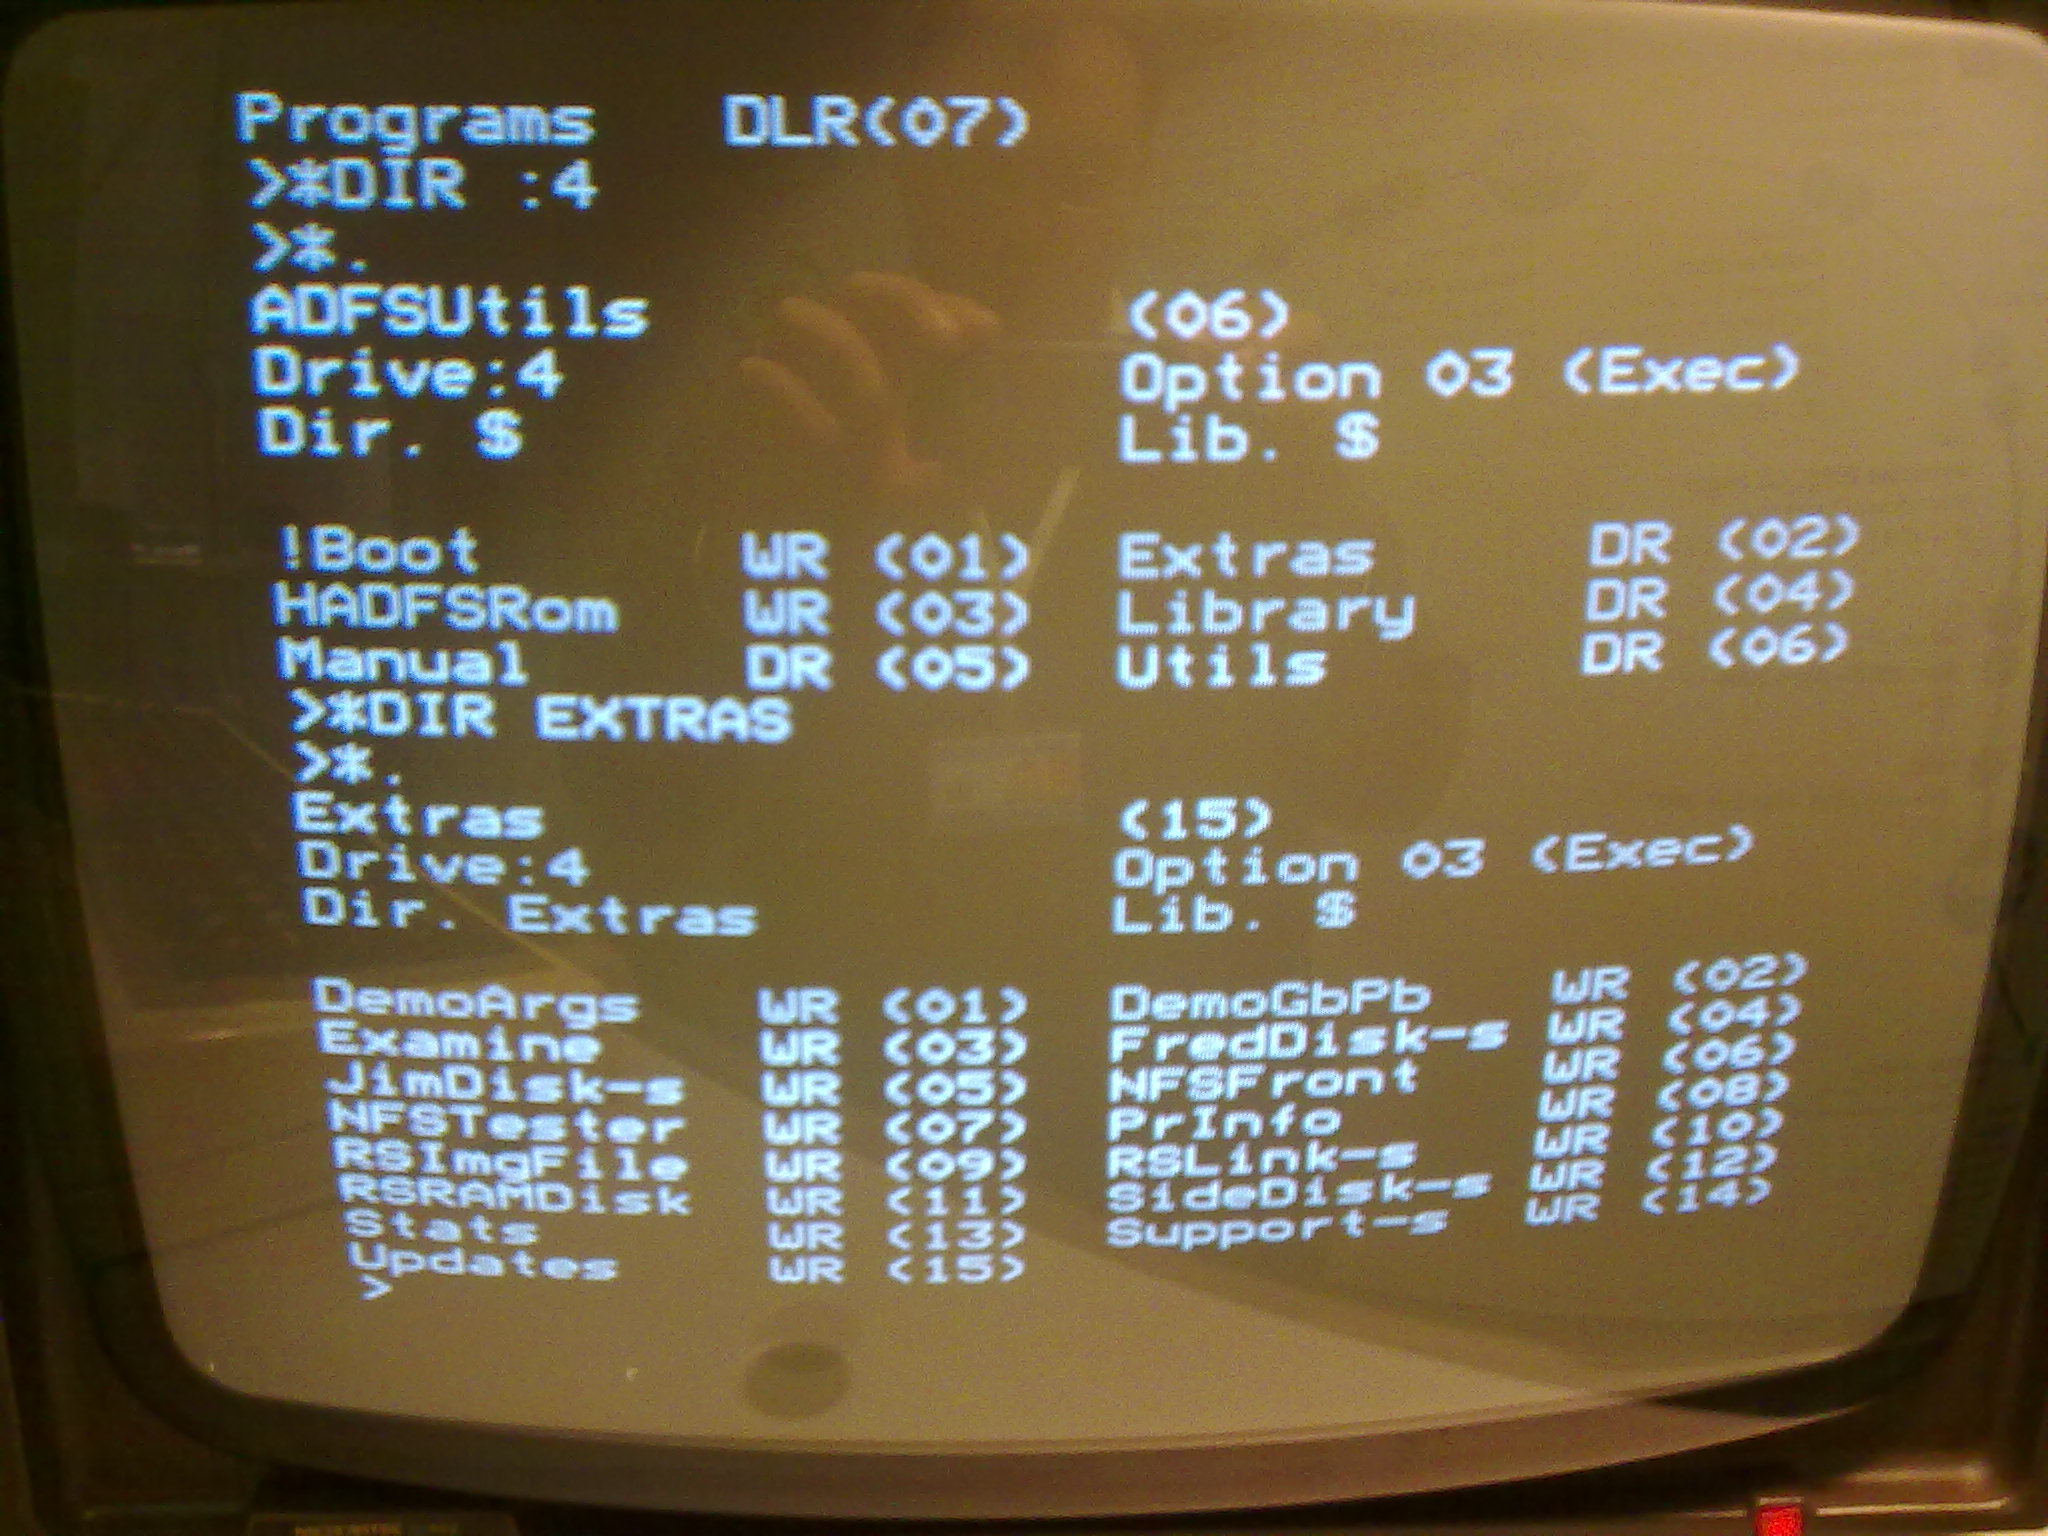 Programs DLR(07)
>*DIR :4
>*.
ADFSUtils (06)
Drive:4 Option 03 (Exec)
Dir. $ Lib. $
!Boot WR (01) Extras DR (02)
HADFSRom WR (03) Library DR (04)
Manual DR (05) Utils DR (06)
>*DIR EXTRAS
>*.
Extras (15)
Drive:4 Option 03 (Exec)
Dir. Extras Lib. $
DemoArgs WR (01) DemoGbPb WR (02)
Examine WR (03) FredDisk-s WR (04)
JimDisk-s WR (05) NFSFront WR (06)
NFSTester WR (07) PrInfo WR (08)
RSImgFile WR (09) RSLink-s WR (10)
RSRAMDisk WR (11) SideDisk-s WR (12)
Stats WR (13) Support-s WR (14)
Updates WR (15)
>